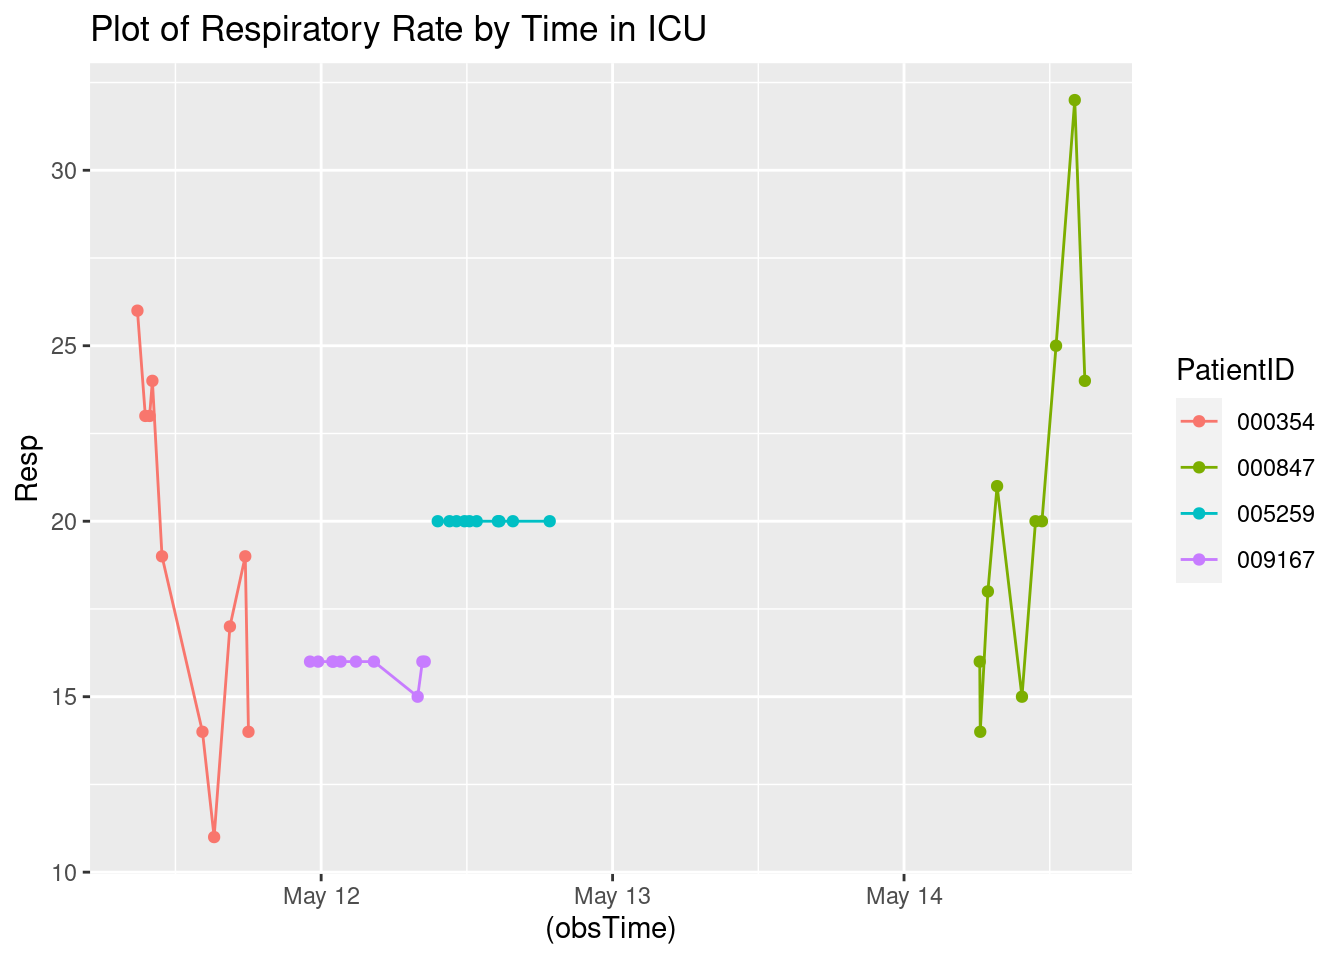 Plot of Respiratory Rate by Time in ICU
30
25
20
15
10
Resp
May 12 May 13 May 14
(obsTime)
PatientID
000354
000847
005259
009167